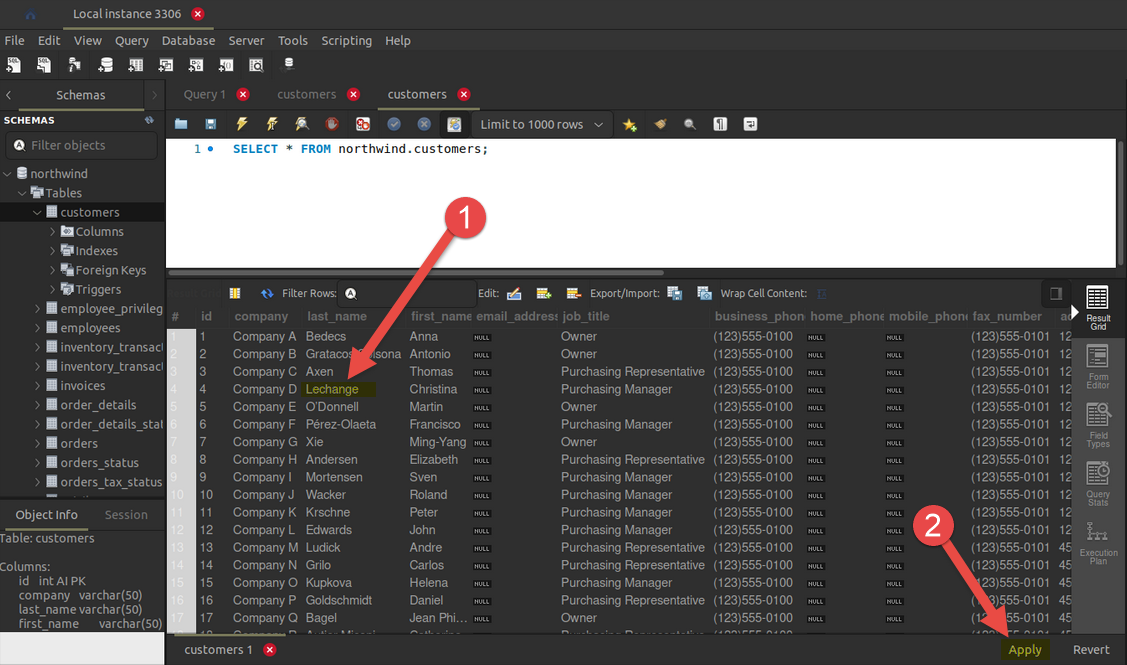 Local instance 3306
File Edit View Query Database Server Tools Scripting Help
Schemas
Query 1 customers customers
SCHEMAS
Limit to 1000 rows
Filter objects
1 SELECT * FROM northwind.customers;
northwind
Tables
customers
Columns
Indexes
Foreign Keys
Triggers
employee_privileg
employees
inventory_transact
inventory_transact
invoices
order_details
order_details_stat
orders
orders_status
orders_tax_status
Object Info Session
Table: customers
Columns:
id int AI PK
company varchar(50)
last_name varchar(50)
first_name varchar(50)
1
Filter Rows: Edit: Export/Import: Wrap Cell Content:
# id company last_name first_name email_address job_title business_phon home_phone mobile_phone fax_number ad
1 1 Company A Bedecs Anna NULL Owner (123)555-0100 NULL NULL (123)555-0101 12
2 2 Company B Antonio NULL Owner (123)555-0100 NULL NULL (123)555-0101 12
3 3 Company C Axen Thomas NULL Purchasing Representative (123)555-0100 NULL NULL (123)555-0101 12
4 4 Company D Lechange Christina NULL Purchasing Manager (123)555-0100 NULL NULL (123)555-0101 12
5 5 Company E O'Donnell Martin NULL Owner (123)555-0100 NULL NULL (123)555-0101 12
6 6 Company F Pérez-Olaeta Francisco NULL Purchasing Manager (123)555-0100 NULL NULL (123)555-0101 12
7 7 Company G Xie Ming-Yang NULL Owner (123)555-0100 NULL NULL (123)555-0101 12
8 8 Company H Andersen Elizabeth NULL Purchasing Representative (123)555-0100 NULL NULL (123)555-0101 12
9 9 Company I Mortensen Sven NULL Purchasing Manager (123)555-0100 NULL NULL (123)555-0101 12
10 10 Company J Wacker Roland NULL Purchasing Manager (123)555-0100 NULL NULL (123)555-0101 12
11 11 Company K Krschne Peter NULL Purchasing Manager (123)555-0100 NULL NULL (123)555-0101 12
12 12 Company L Edwards John NULL Purchasing Manager (123)555-0100 NULL NULL (123)555-0101 12
13 13 Company M Ludick Andre NULL Purchasing Representative (123)555-0100 NULL NULL (123)555-0101 45
14 14 Company N Grilo Carlos NULL Purchasing Representative (123)555-0100 NULL NULL (123)555-0101 45
15 15 Company O Kupkova Helena NULL Purchasing Manager (123)555-0100 NULL NULL (123)555-0101 45
16 16 Company P Goldschmidt Daniel NULL Purchasing Representative (123)555-0100 NULL NULL (123)555-0101 45
17 17 Company Q Bagel Jean Phi... NULL Owner (123)555-0100 NULL NULL (123)555-0101 45
2
Result
Grid
Form
Editor
Field
Types
Query
Stats
Execution
Plan
customers 1 Apply Revert